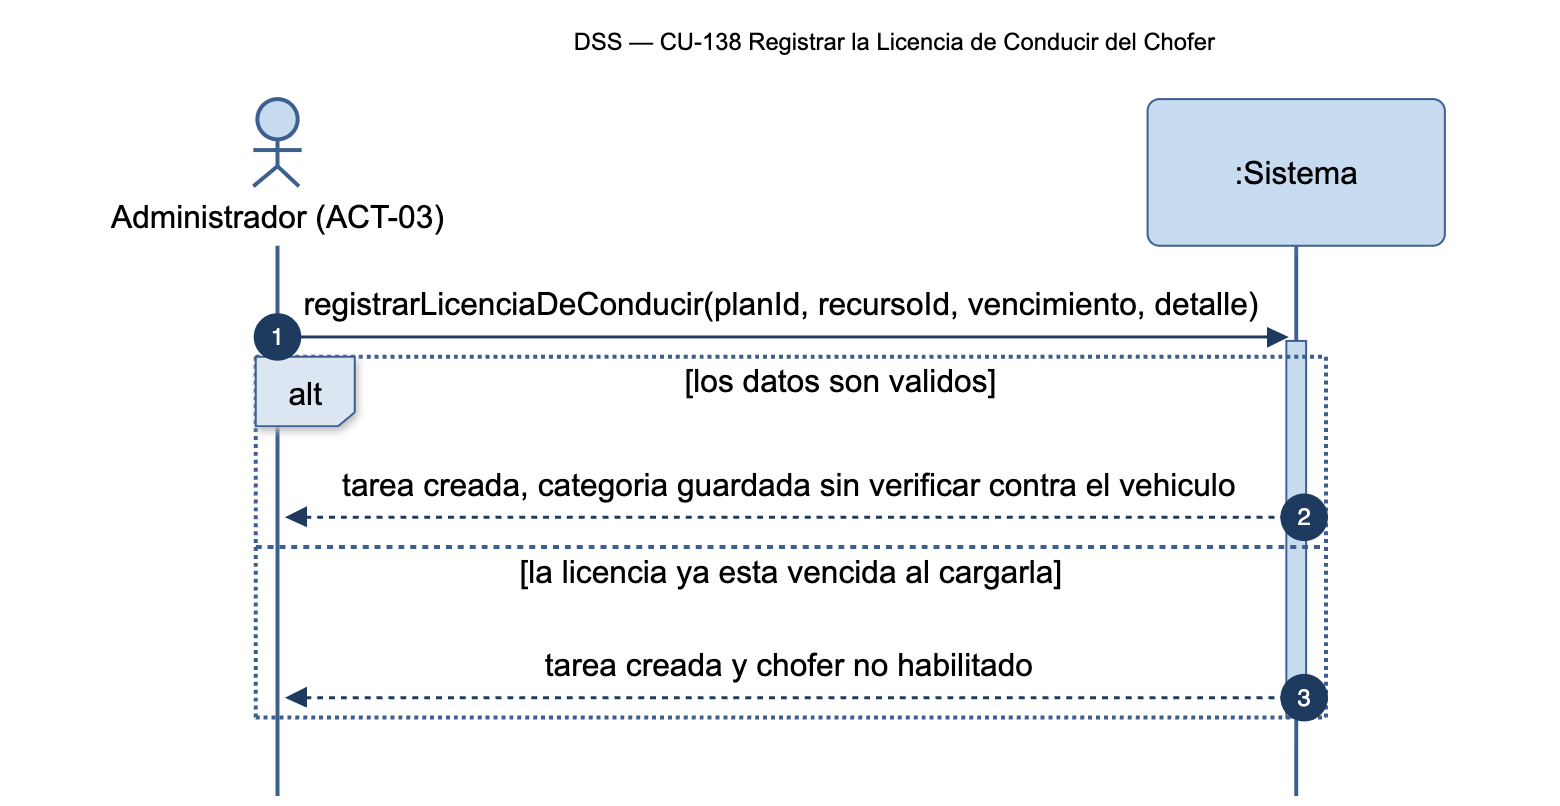 DSS — CU-138 Registrar la Licencia de Conducir del Chofer
Administrador (ACT-03)
:Sistema
registrarLicenciaDeConducir(planId, recursoId, vencimiento, detalle)
1
alt
[los datos son validos]
tarea creada, categoria guardada sin verificar contra el vehiculo
2
[la licencia ya esta vencida al cargarla]
tarea creada y chofer no habilitado
3